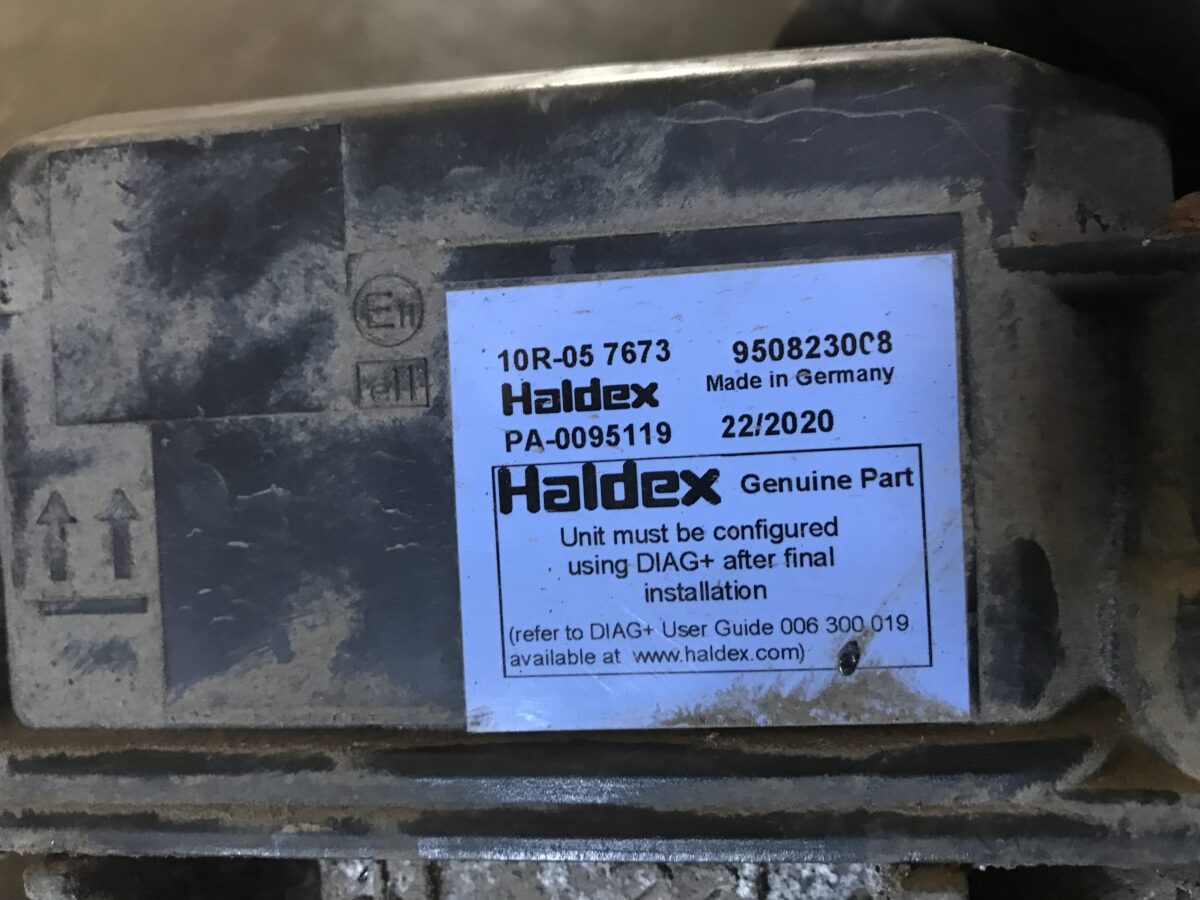 E11
e11
10R-05 7673 950823008
Haldex Made in Germany
PA-0095119 22/2020
Haldex Genuine Part
Unit must be configured
using DIAG+ after final
installation
(refer to DIAG+ User Guide 006 300 019
available at www.haldex.com)